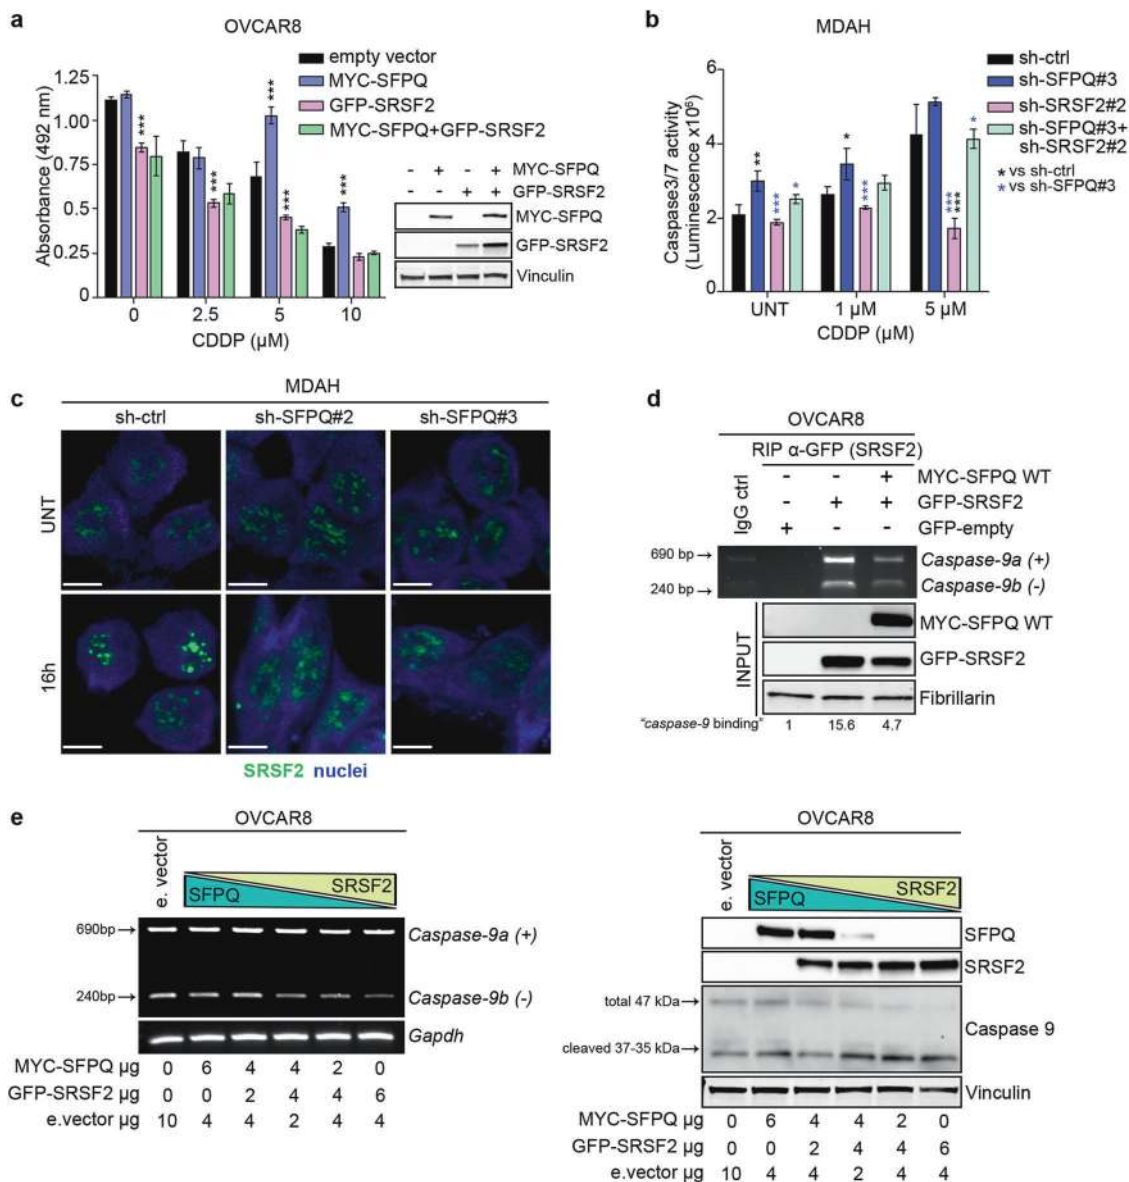 a
OVCAR8
empty vector
MYC-SFPQ
GFP-SRSF2
MYC-SFPQ+GFP-SRSF2
Absorbance (492 nm)
1.25
1.00
0.75
0.5
0.25
0
*** *** *** *** ***
***
0 2.5 5 10
CDDP (µM)
- + - + MYC-SFPQ
- - + + GFP-SRSF2
MYC-SFPQ
GFP-SRSF2
Vinculin
b
MDAH
sh-ctrl
sh-SFPQ#3
sh-SRSF2#2
sh-SFPQ#3+
sh-SRSF2#2
* vs sh-ctrl
* vs sh-SFPQ#3
Caspase3/7 activity
(Luminescence x10⁶)
6
4
2
0
** *** * * *** *** *** *
UNT 1 µM 5 µM
CDDP (µM)
c
MDAH
sh-ctrl sh-SFPQ#2 sh-SFPQ#3
UNT
16h
SRSF2 nuclei
d
OVCAR8
RIP α-GFP (SRSF2)
IgG ctrl
- - + MYC-SFPQ WT
- + + GFP-SRSF2
+ - - GFP-empty
690 bp → Caspase-9a (+)
240 bp → Caspase-9b (-)
INPUT
MYC-SFPQ WT
GFP-SRSF2
Fibrillarin
"caspase-9 binding" 1 15.6 4.7
e
OVCAR8
e. vector
SFPQ SRSF2
690bp→ Caspase-9a (+)
240bp→ Caspase-9b (-)
Gapdh
MYC-SFPQ µg 0 6 4 4 2 0
GFP-SRSF2 µg 0 0 2 4 4 6
e.vector µg 10 4 4 2 4 4
OVCAR8
e. vector
SFPQ SRSF2
SFPQ
SRSF2
total 47 kDa→
Caspase 9
cleaved 37-35 kDa→
Vinculin
MYC-SFPQ µg 0 6 4 4 2 0
GFP-SRSF2 µg 0 0 2 4 4 6
e.vector µg 10 4 4 2 4 4